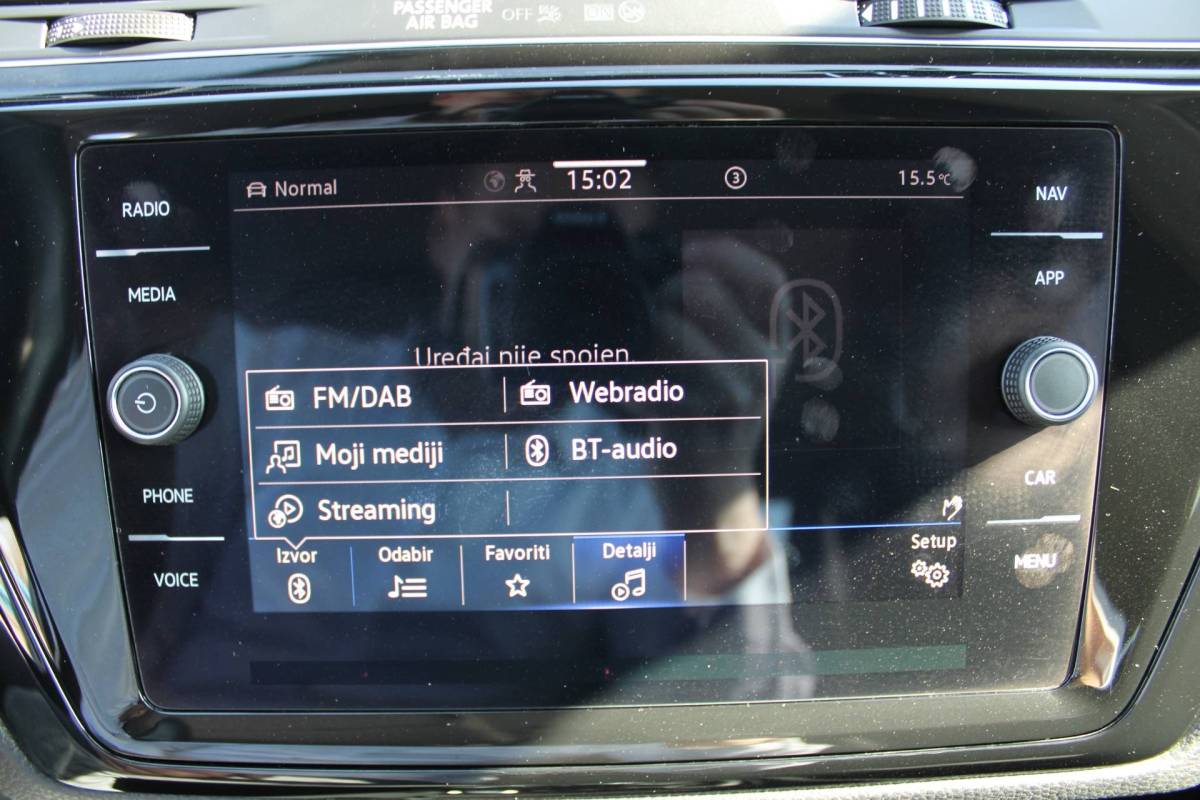 PASSENGER
AIR BAG
OFF
Normal
15:02
3
15.5°C
RADIO
MEDIA
PHONE
VOICE
NAV
APP
CAR
MENU
Uređaj nije spojen.
FM/DAB
Webradio
Moji mediji
BT-audio
Streaming
Izvor
Odabir
Favoriti
Detalji
Setup